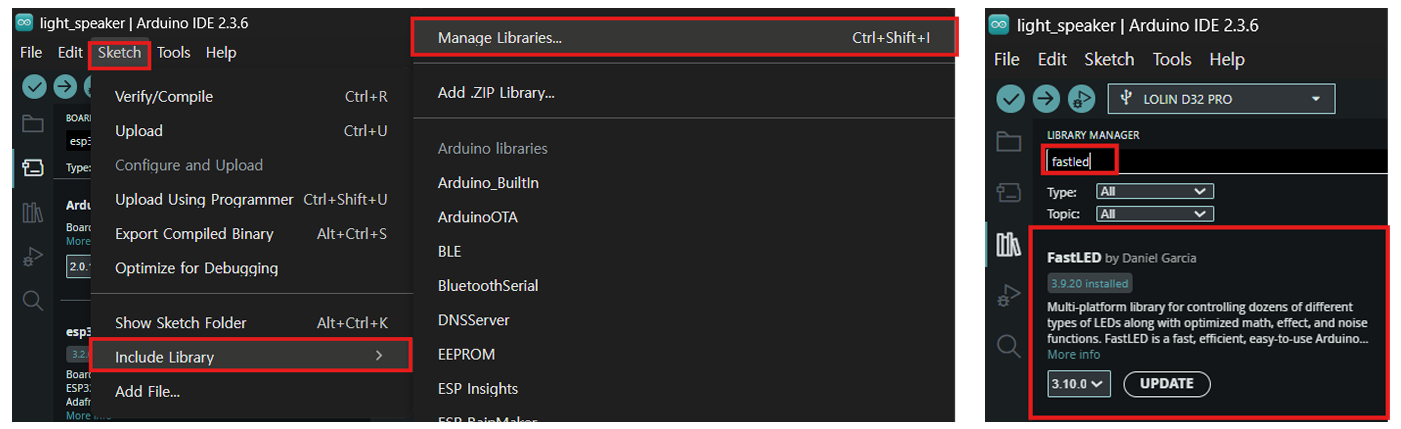 light_speaker | Arduino IDE 2.3.6
File Edit Sketch Tools Help
BOAR
esp3
Type:
Ardu
Boar
More
2.0.
esp3
3.2.
Board
ESP3
Adafr
More info
Verify/Compile Ctrl+R
Upload Ctrl+U
Configure and Upload
Upload Using Programmer Ctrl+Shift+U
Export Compiled Binary Alt+Ctrl+S
Optimize for Debugging
Show Sketch Folder Alt+Ctrl+K
Include Library
Add File...
Manage Libraries... Ctrl+Shift+I
Add .ZIP Library...
Arduino libraries
Arduino_BuiltIn
ArduinoOTA
BLE
BluetoothSerial
DNSServer
EEPROM
ESP Insights
ESP RainMaker
light_speaker | Arduino IDE 2.3.6
File Edit Sketch Tools Help
LOLIN D32 PRO
LIBRARY MANAGER
fastled
Type: All
Topic: All
FastLED by Daniel Garcia
3.9.20 installed
Multi-platform library for controlling dozens of different
types of LEDs along with optimized math, effect, and noise
functions. FastLED is a fast, efficient, easy-to-use Arduino...
More info
3.10.0 UPDATE